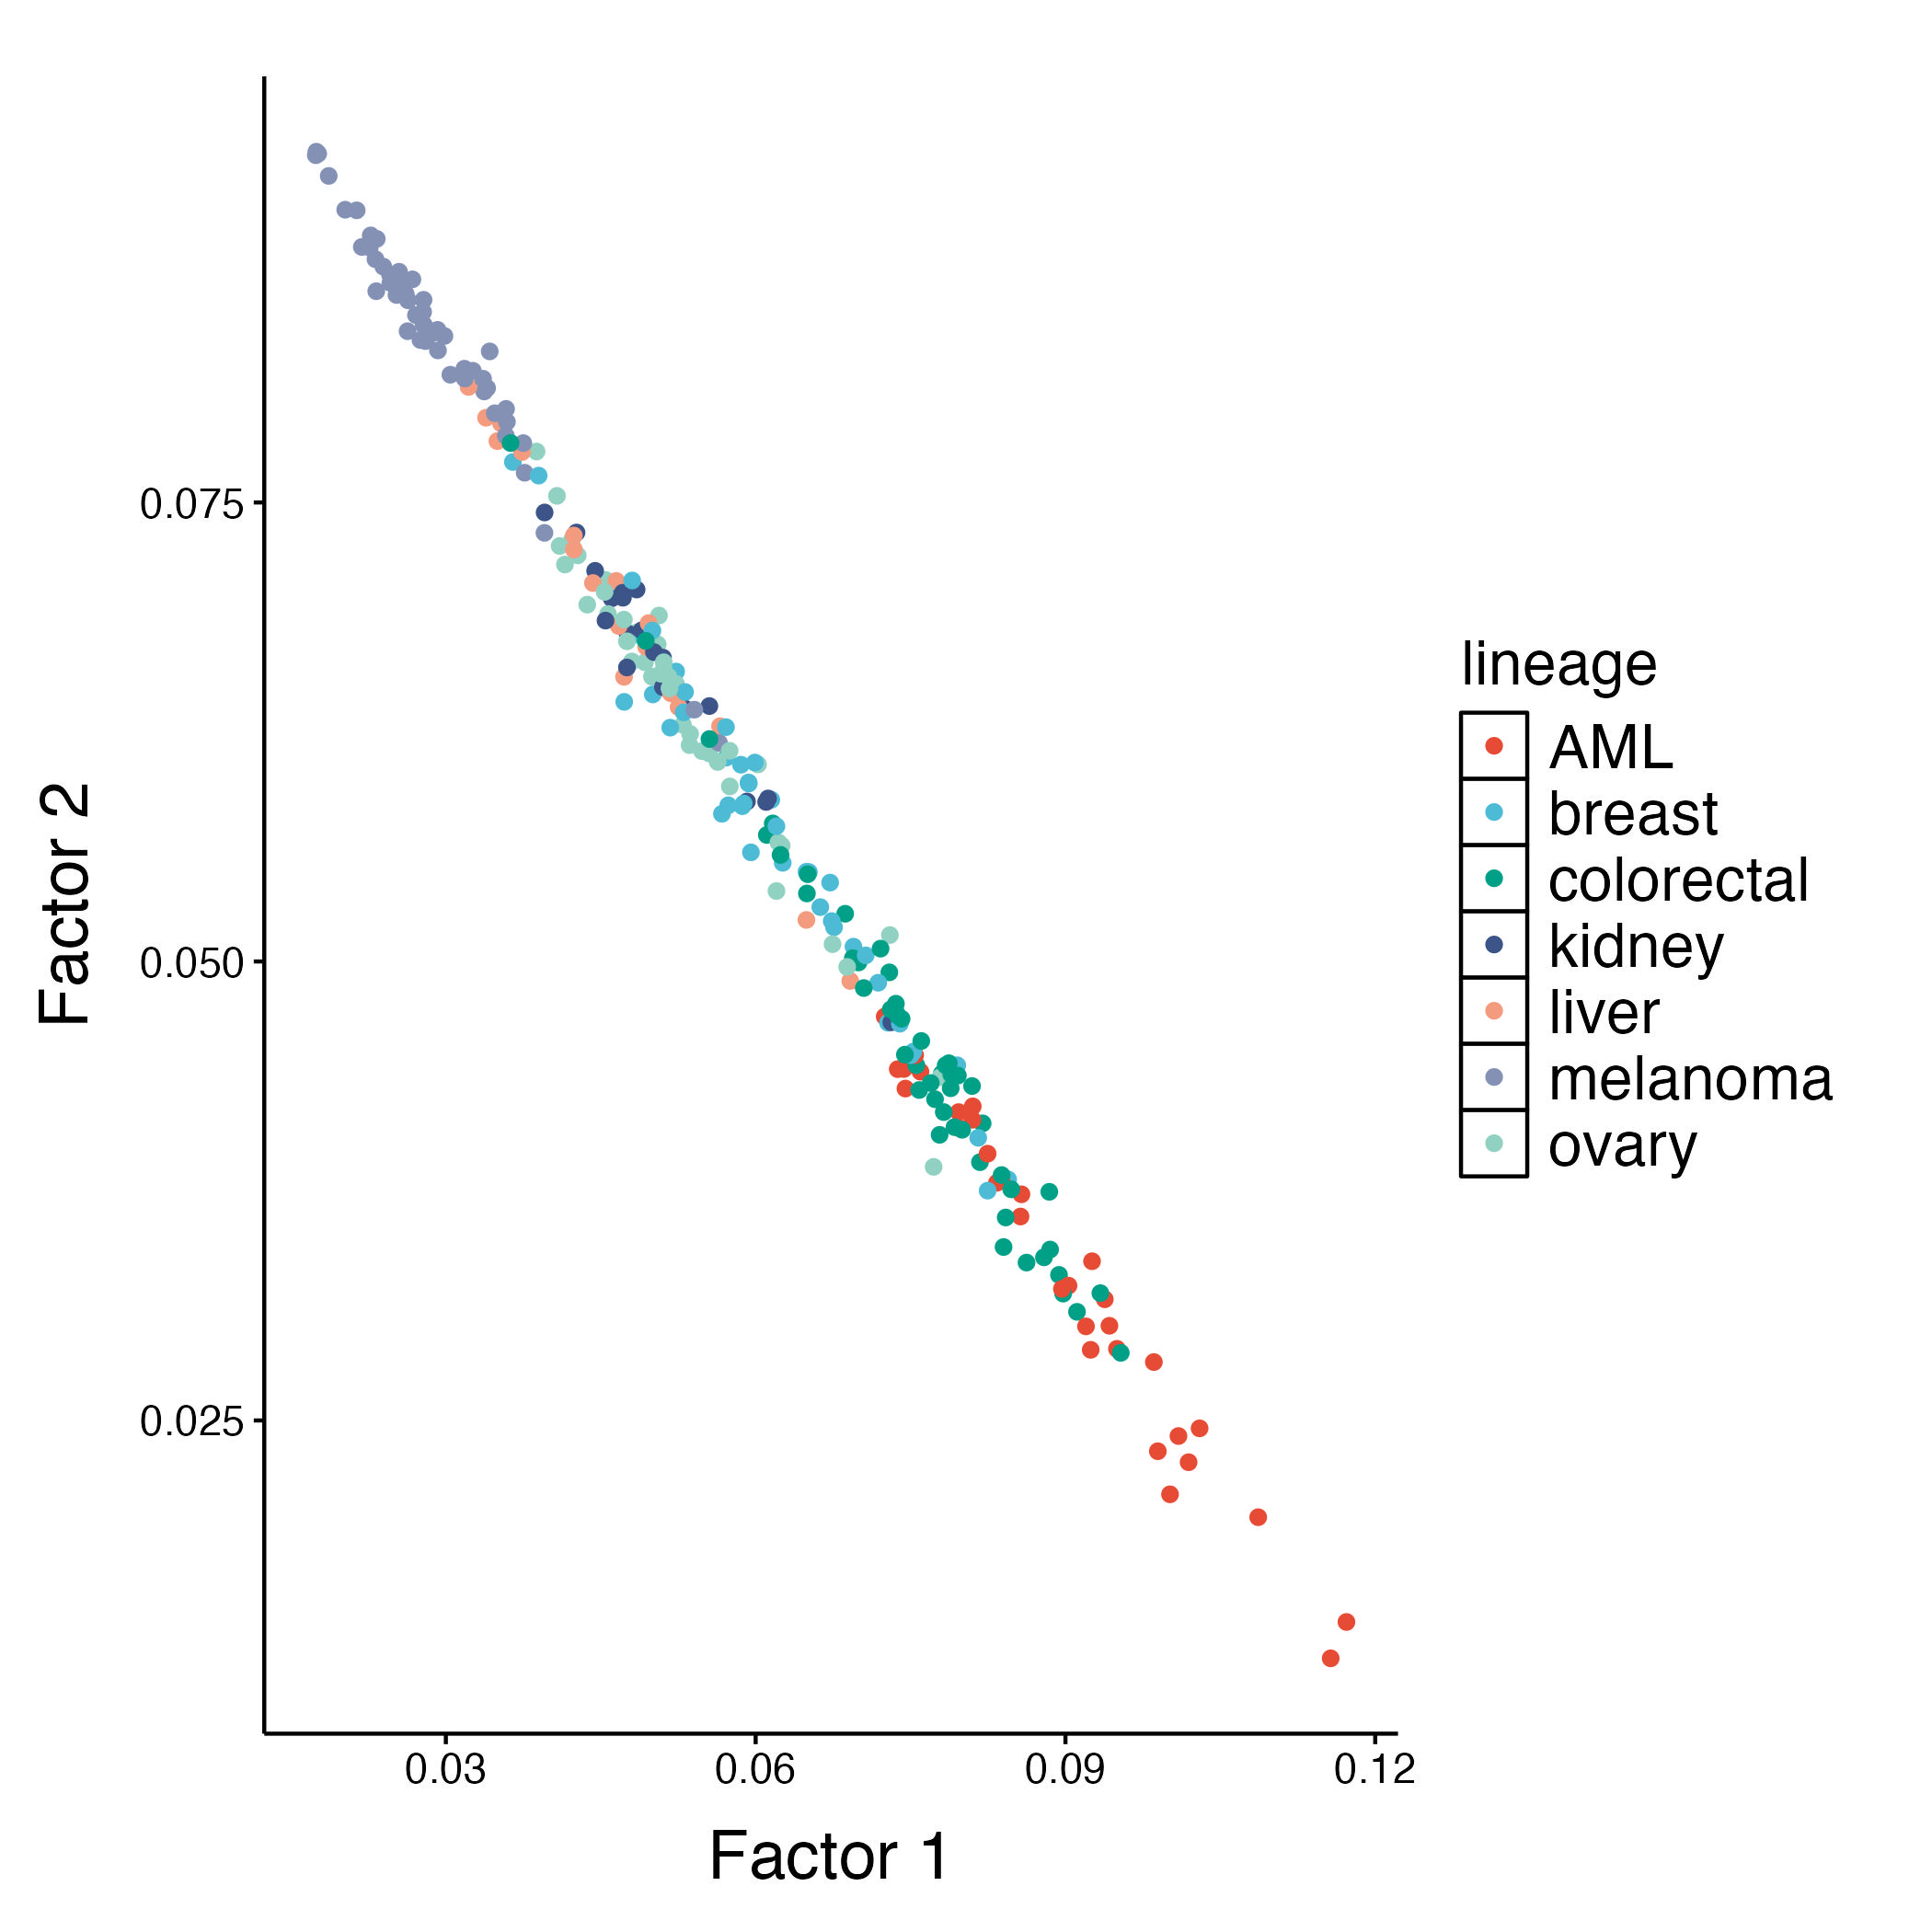 Factor 2
0.075
0.050
0.025
0.03 0.06 0.09 0.12
Factor 1
lineage
AML
breast
colorectal
kidney
liver
melanoma
ovary